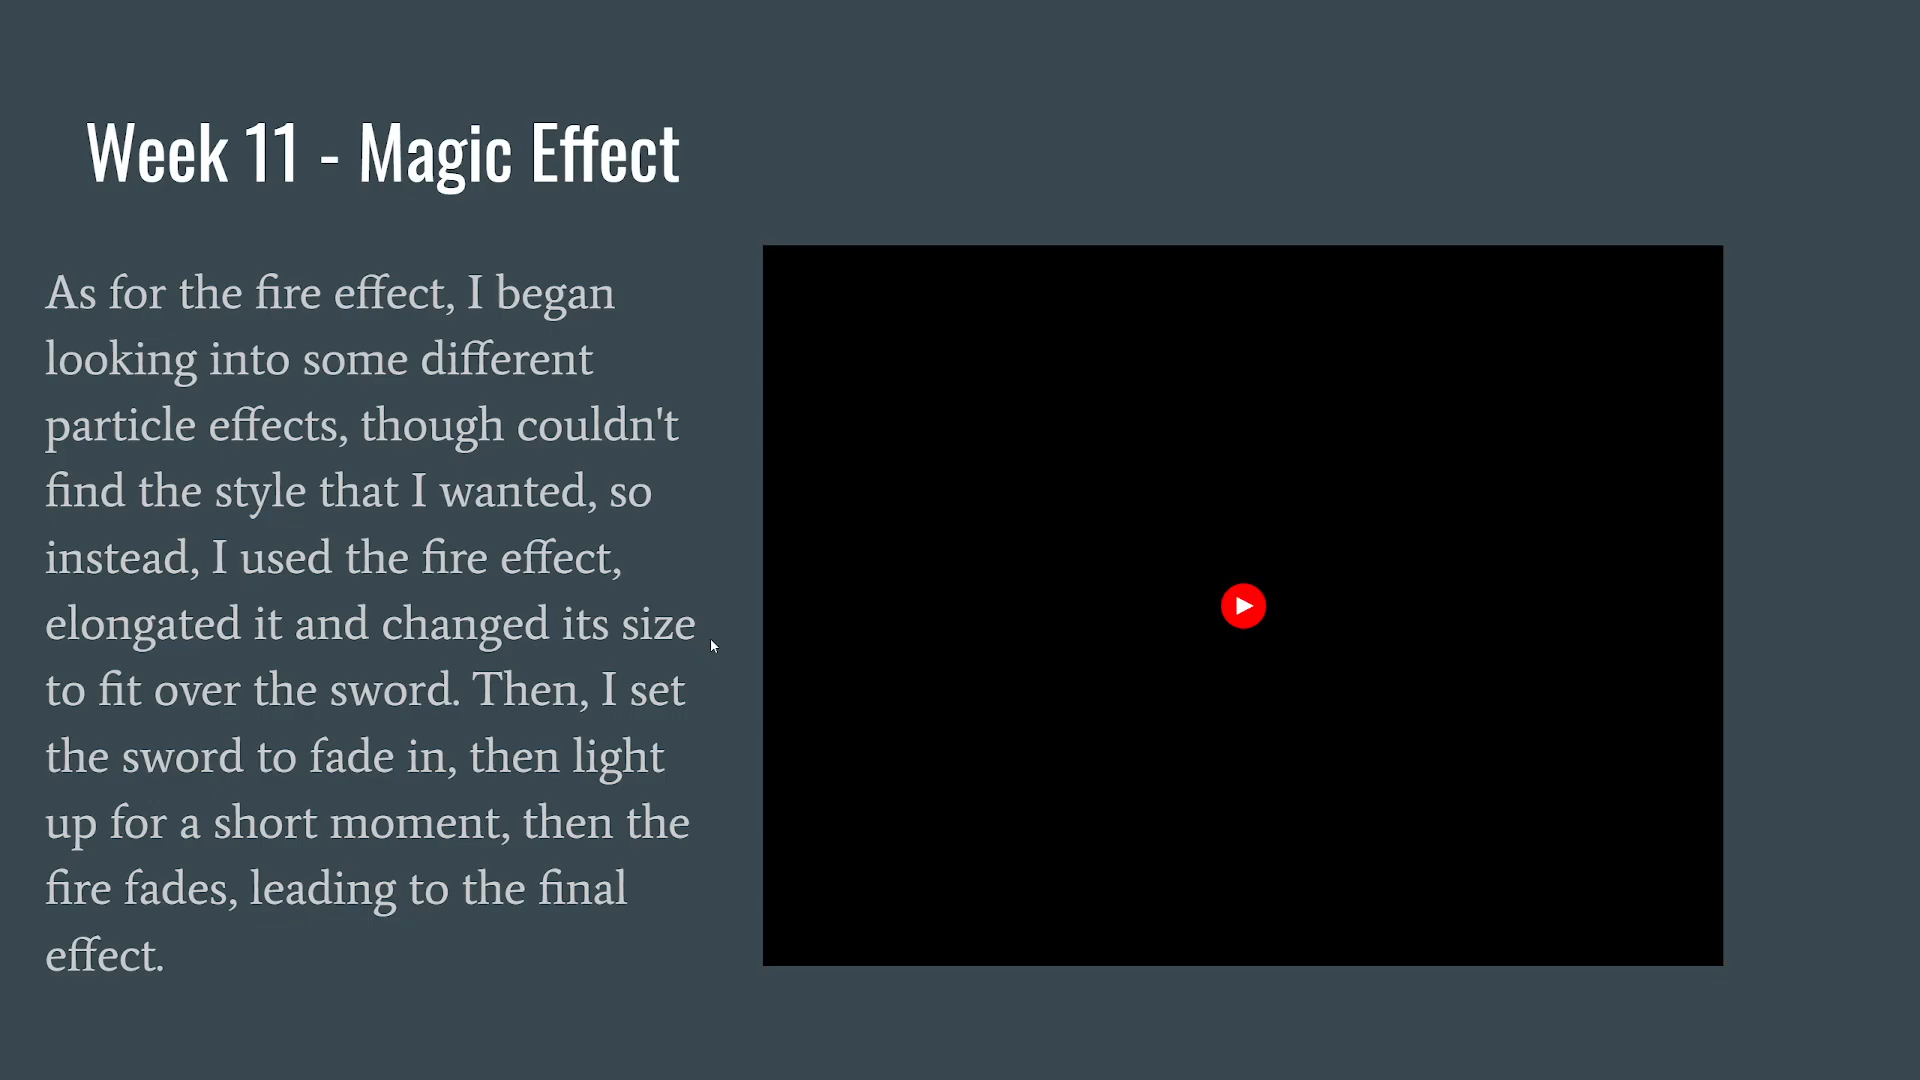 Week 11 - Magic Effect
As for the fire effect, I began
looking into some different
particle effects, though couldn't
find the style that I wanted, so
instead, I used the fire effect,
elongated it and changed its size
to fit over the sword. Then, I set
the sword to fade in, then light
up for a short moment, then the
fire fades, leading to the final
effect.